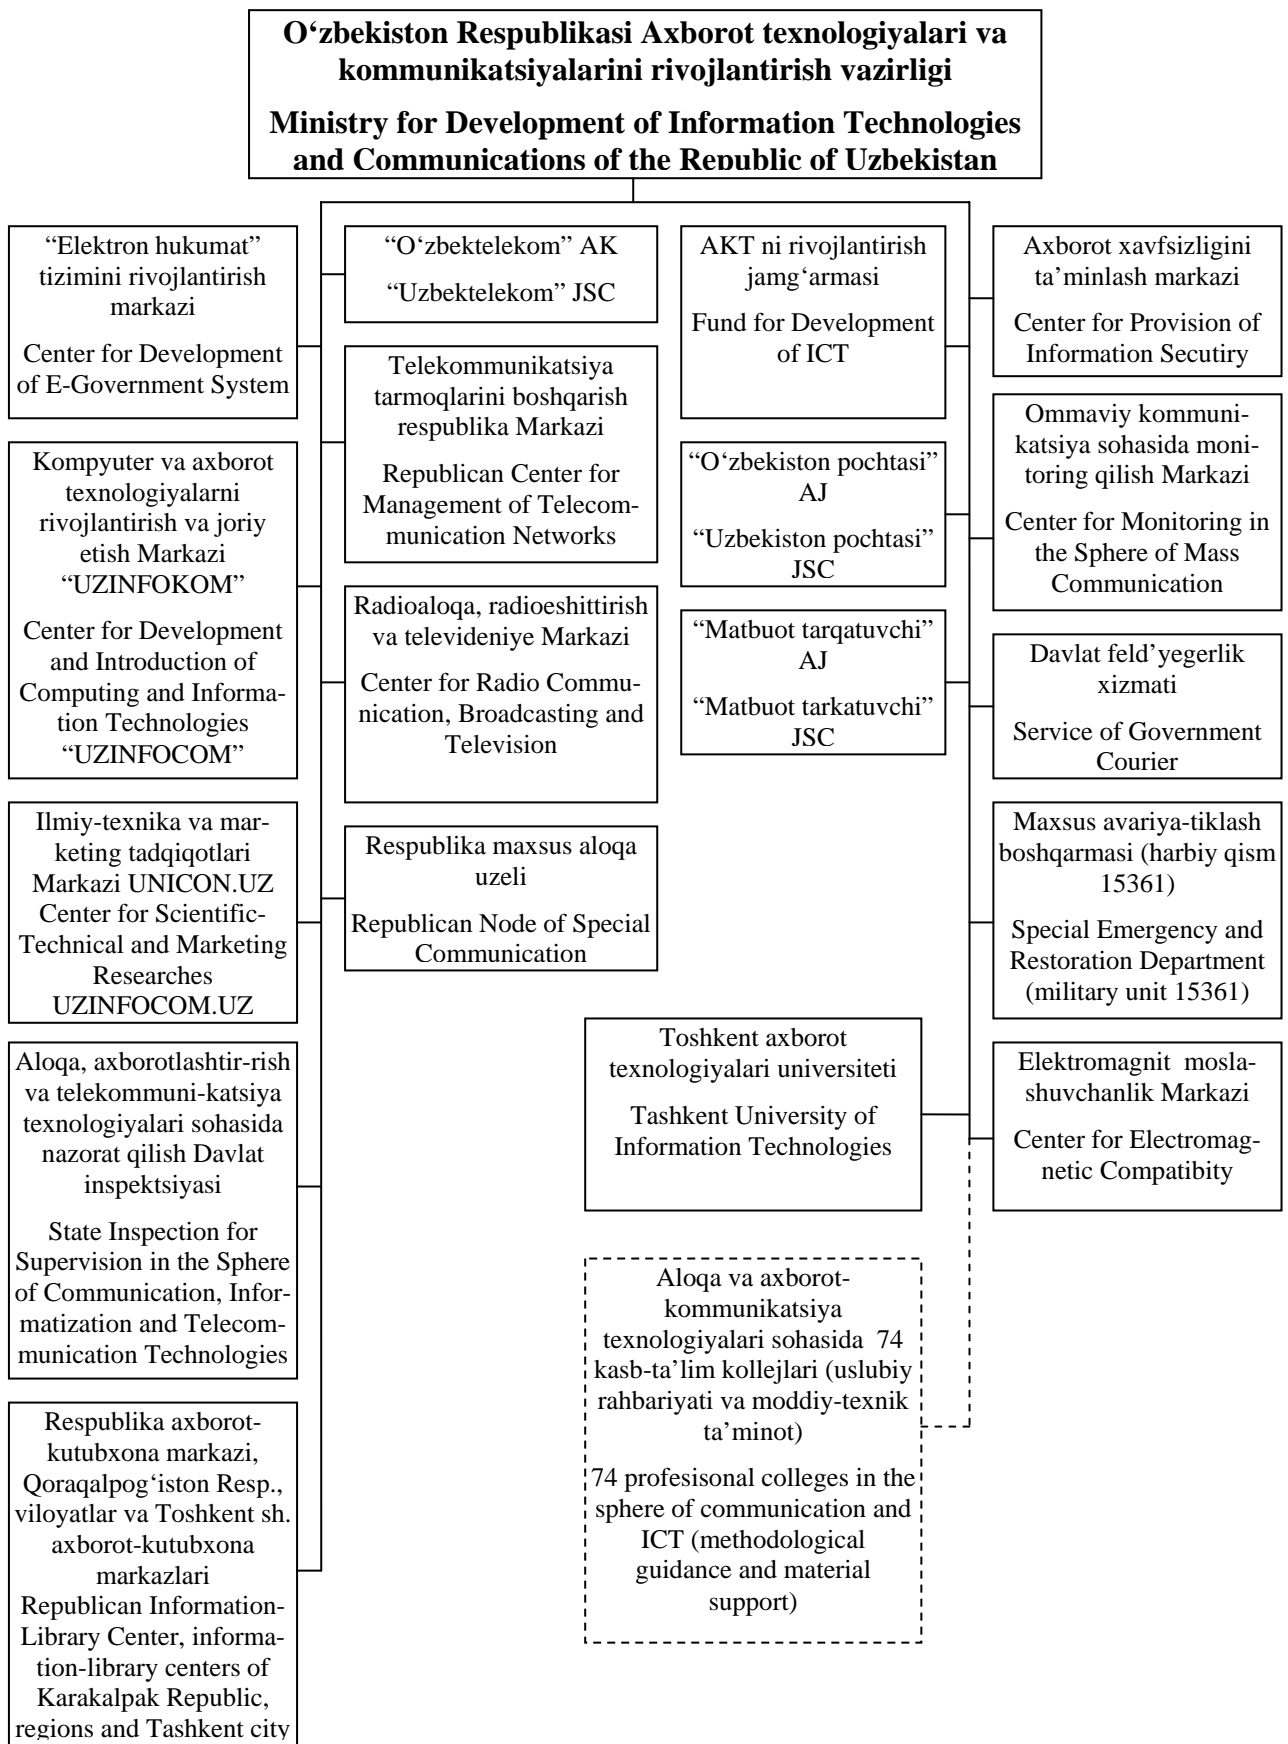 O‘zbekiston Respublikasi Axborot texnologiyalari va
kommunikatsiyalarini rivojlantirish vazirligi
Ministry for Development of Information Technologies
and Communications of the Republic of Uzbekistan
“Elektron hukumat”
tizimini rivojlantirish
markazi
Center for Development
of E-Government System
Kompyuter va axborot
texnologiyalarni
rivojlantirish va joriy
etish Markazi
“UZINFOKOM”
Center for Development
and Introduction of
Computing and Informa-
tion Technologies
“UZINFOCOM”
Ilmiy-texnika va mar-
keting tadqiqotlari
Markazi UNICON.UZ
Center for Scientific-
Technical and Marketing
Researches
UZINFOCOM.UZ
Aloqa, axborotlashtir-rish
va telekommuni-katsiya
texnologiyalari sohasida
nazorat qilish Davlat
inspektsiyasi
State Inspection for
Supervision in the Sphere
of Communication, Infor-
matization and Telecom-
munication Technologies
Respublika axborot-
kutubxona markazi,
Qoraqalpog‘iston Resp.,
viloyatlar va Toshkent sh.
axborot-kutubxona
markazlari
Republican Information-
Library Center, informa-
tion-library centers of
Karakalpak Republic,
regions and Tashkent city
“O‘zbektelekom” AK
“Uzbektelekom” JSC
Telekommunikatsiya
tarmoqlarini boshqarish
respublika Markazi
Republican Center for
Management of Telecom-
munication Networks
Radioaloqa, radioeshittirish
va televideniye Markazi
Center for Radio Commu-
nication, Broadcasting and
Television
Respublika maxsus aloqa
uzeli
Republican Node of Special
Communication
AKT ni rivojlantirish
jamg‘armasi
Fund for Development
of ICT
“O‘zbekiston pochtasi”
AJ
“Uzbekiston pochtasi”
JSC
“Matbuot tarqatuvchi”
AJ
“Matbuot tarkatuvchi”
JSC
Toshkent axborot
texnologiyalari universiteti
Tashkent University of
Information Technologies
Aloqa va axborot-
kommunikatsiya
texnologiyalari sohasida 74
kasb-ta’lim kollejlari (uslubiy
rahbariyati va moddiy-texnik
ta’minot)
74 profesisonal colleges in the
sphere of communication and
ICT (methodological
guidance and material
support)
Axborot xavfsizligini
ta’minlash markazi
Center for Provision of
Information Secutiry
Ommaviy kommuni-
katsiya sohasida moni-
toring qilish Markazi
Center for Monitoring in
the Sphere of Mass
Communication
Davlat feld’yegerlik
xizmati
Service of Government
Courier
Maxsus avariya-tiklash
boshqarmasi (harbiy qism
15361)
Special Emergency and
Restoration Department
(military unit 15361)
Elektromagnit mosla-
shuvchanlik Markazi
Center for Electromag-
netic Compatibity